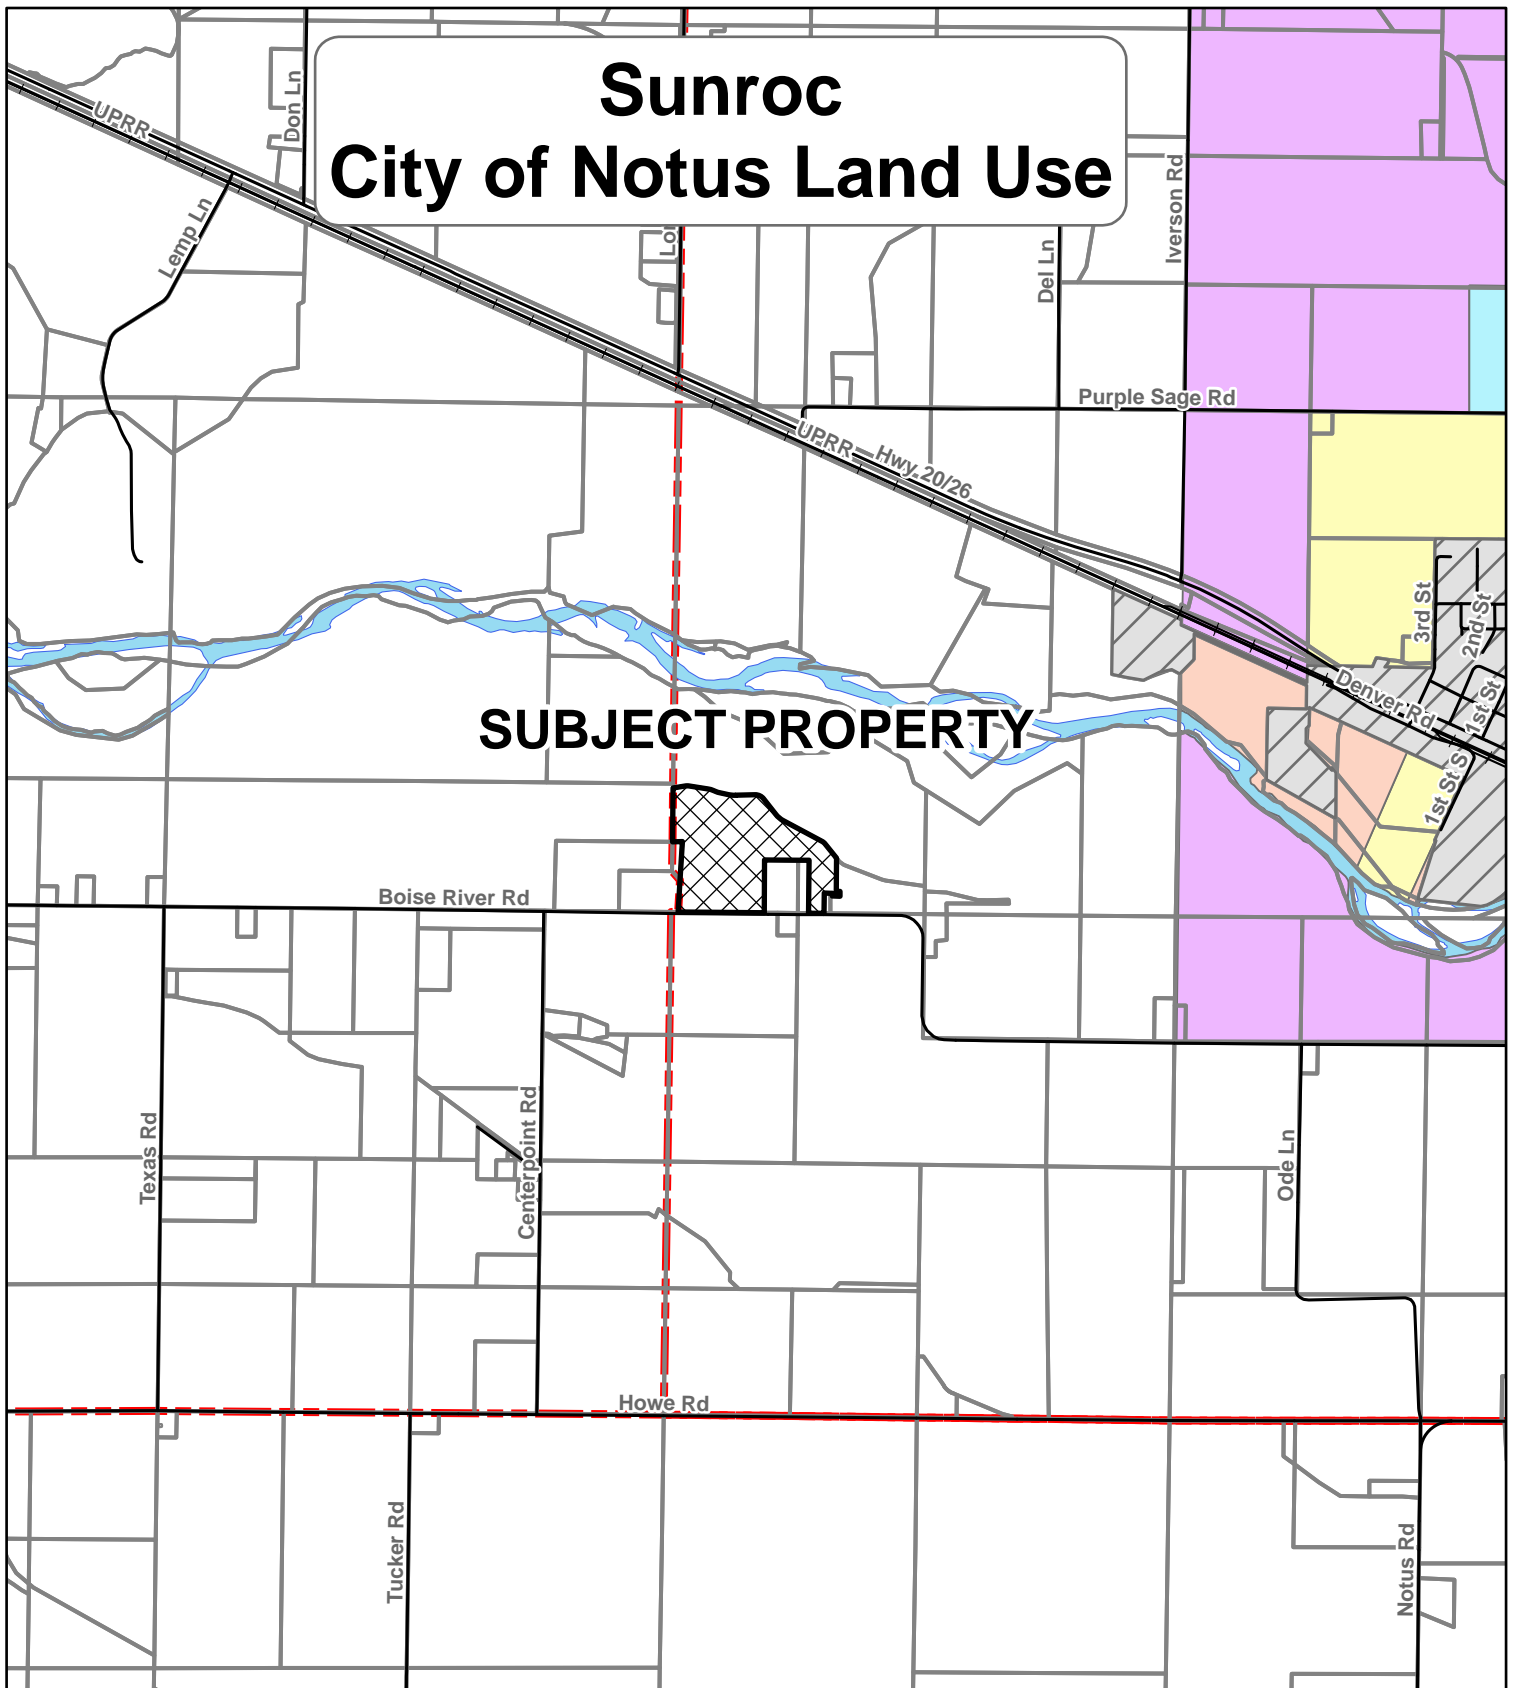 Sunroc
City of Notus Land Use
UPRR
Don Ln
Lemp Ln
Del Ln
Iverson Rd
Purple Sage Rd
UPRR
Hwy 20/26
3rd St
2nd St
1st St
Denver Rd
1st St S
SUBJECT PROPERTY
Boise River Rd
Texas Rd
Centerpoint Rd
Ode Ln
Howe Rd
Tucker Rd
Notus Rd